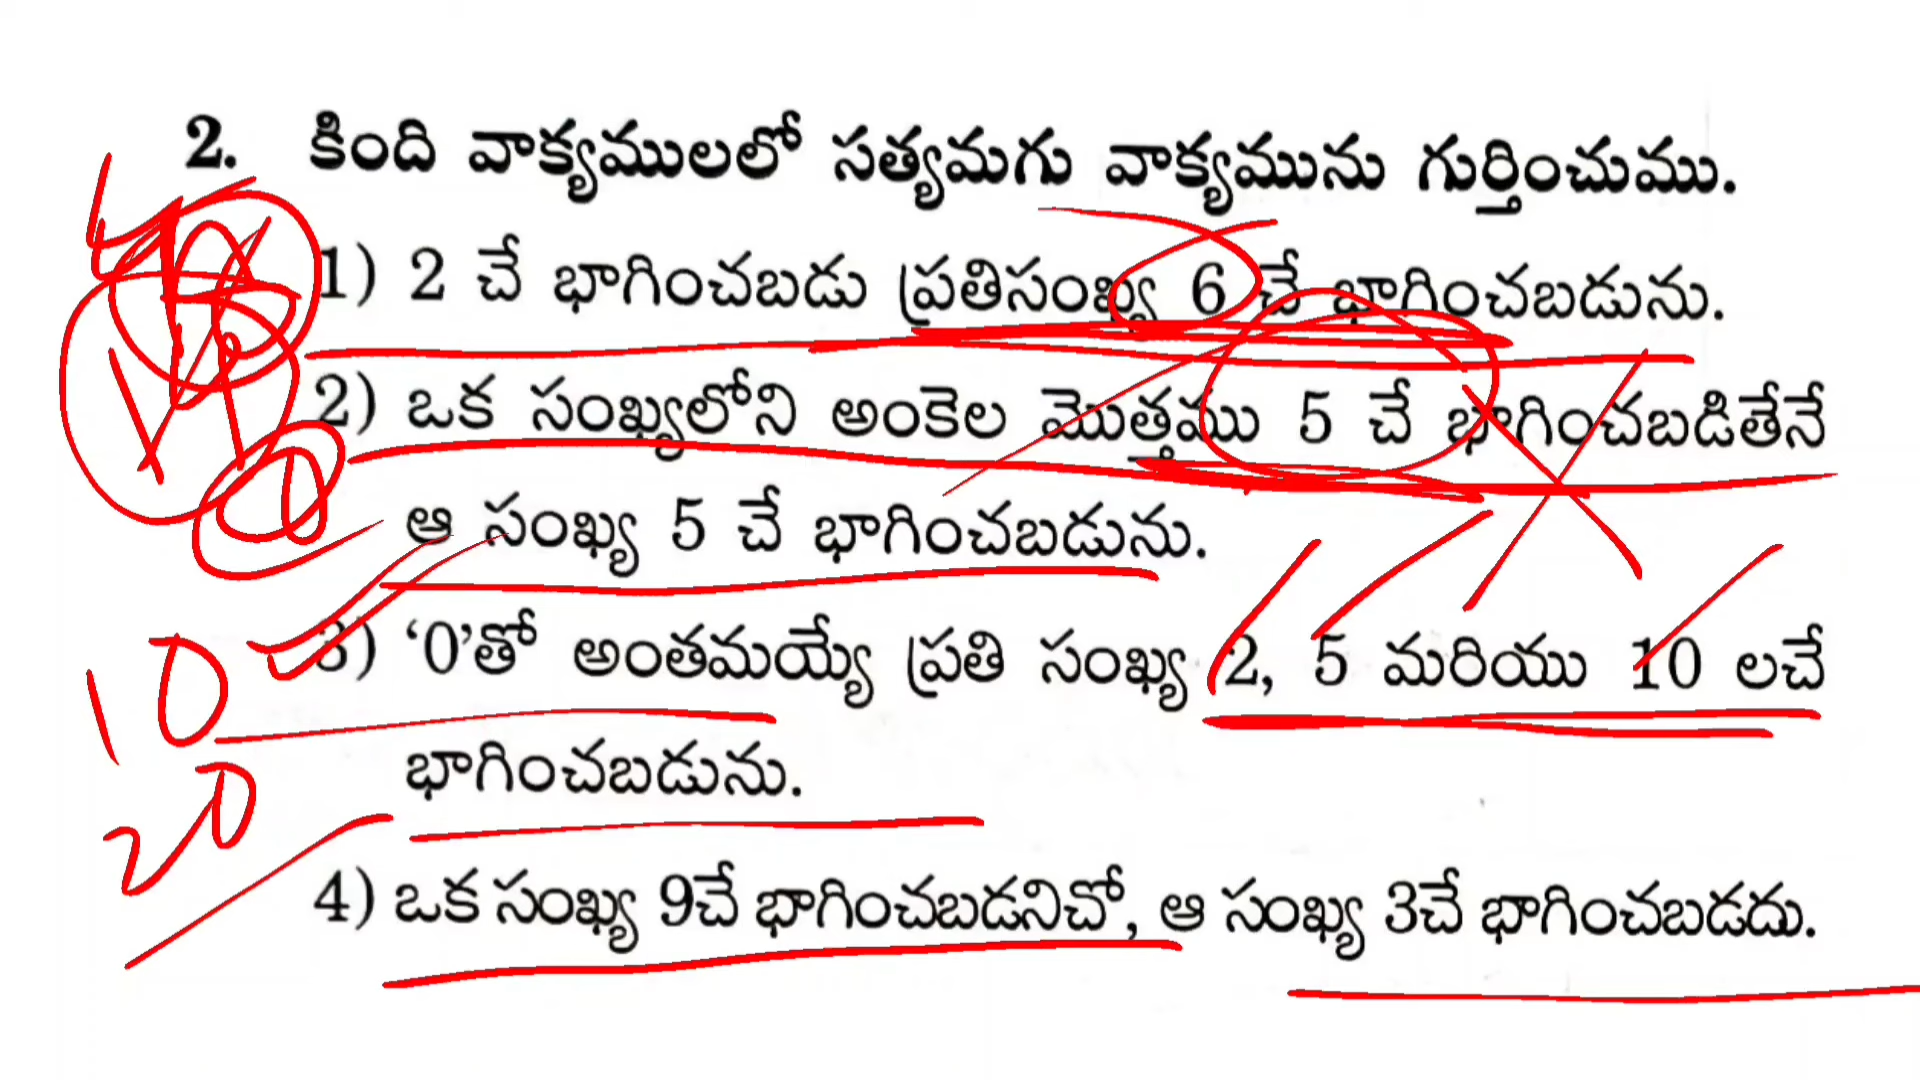 2. కింది వాక్యములలో సత్యమగు వాక్యమును గుర్తించుము.
1) 2 చే భాగించబడు ప్రతిసంఖ్య 6 చే భాగించబడును.
2) ఒక సంఖ్యలోని అంకెల మొత్తము 5 చే భాగించబడితేనే
ఆ సంఖ్య 5 చే భాగించబడును.
3) ‘0’తో అంతమయ్యే ప్రతి సంఖ్య 2, 5 మరియు 10 లచే
10
భాగించబడును.
20
4) ఒక సంఖ్య 9చే భాగించబడనిచో, ఆ సంఖ్య 3చే భాగించబడదు.